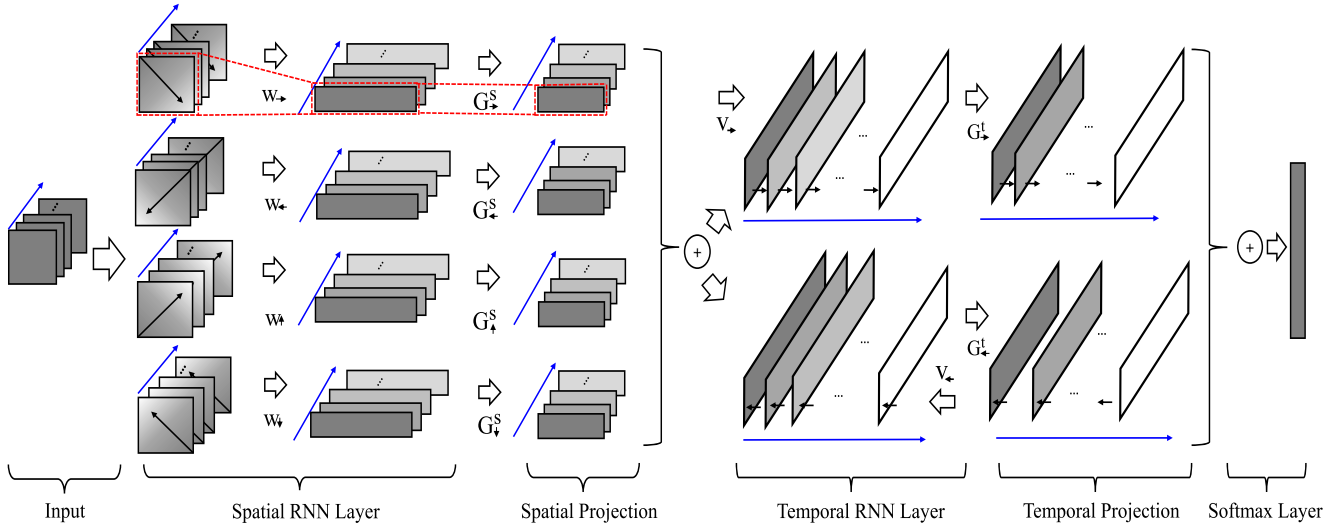 W→
G→^S
W←
G←^S
W↑
G↑^S
W↓
G↓^S
+
V→
...
G→^t
...
...
...
V←
G←^t
...
...
...
...
+
Input
Spatial RNN Layer
Spatial Projection
Temporal RNN Layer
Temporal Projection
Softmax Layer